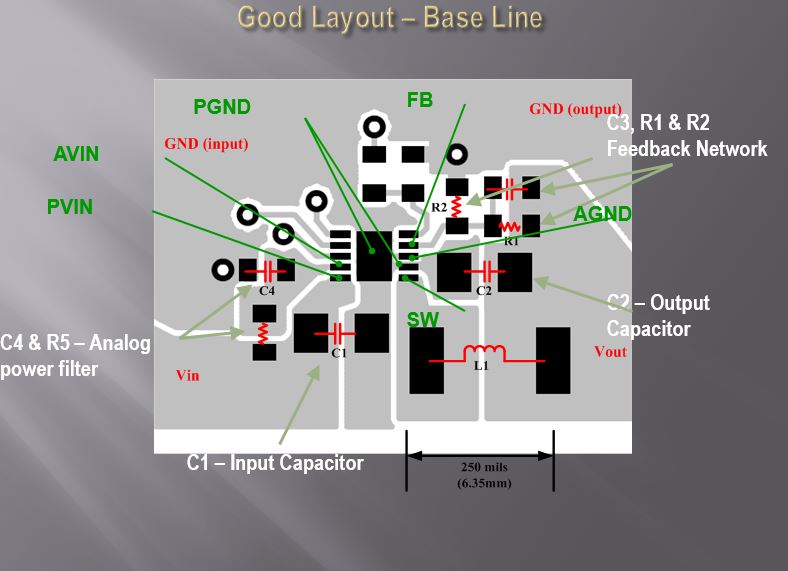 Good Layout – Base Line
PGND
FB
GND (output)
C3, R1 & R2
Feedback Network
AVIN
GND (input)
PVIN
R2
AGND
R1
C4
C2
C2 – Output
Capacitor
SW
C4 & R5 – Analog
power filter
C1
Vout
L1
Vin
C1 – Input Capacitor
250 mils
(6.35mm)